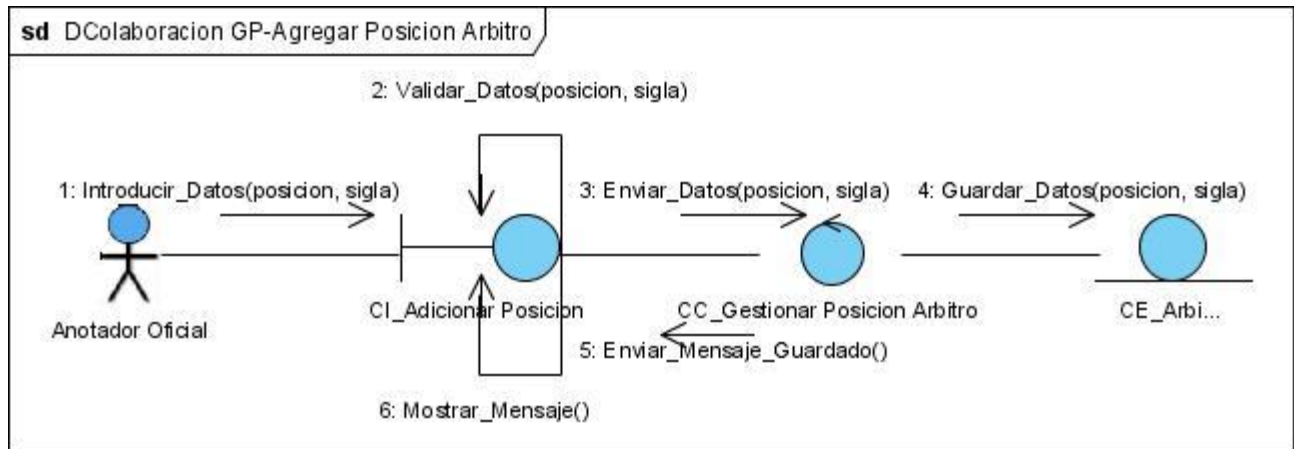 sd DColaboracion GP-Agregar Posicion Arbitro
2: Validar_Datos(posicion, sigla)
1: Introducir_Datos(posicion, sigla)
3: Enviar_Datos(posicion, sigla)
4: Guardar_Datos(posicion, sigla)
Anotador Oficial
CI_Adicionar Posicion
CC_Gestionar Posicion Arbitro
CE_Arbi...
5: Enviar_Mensaje_Guardado()
6: Mostrar_Mensaje()